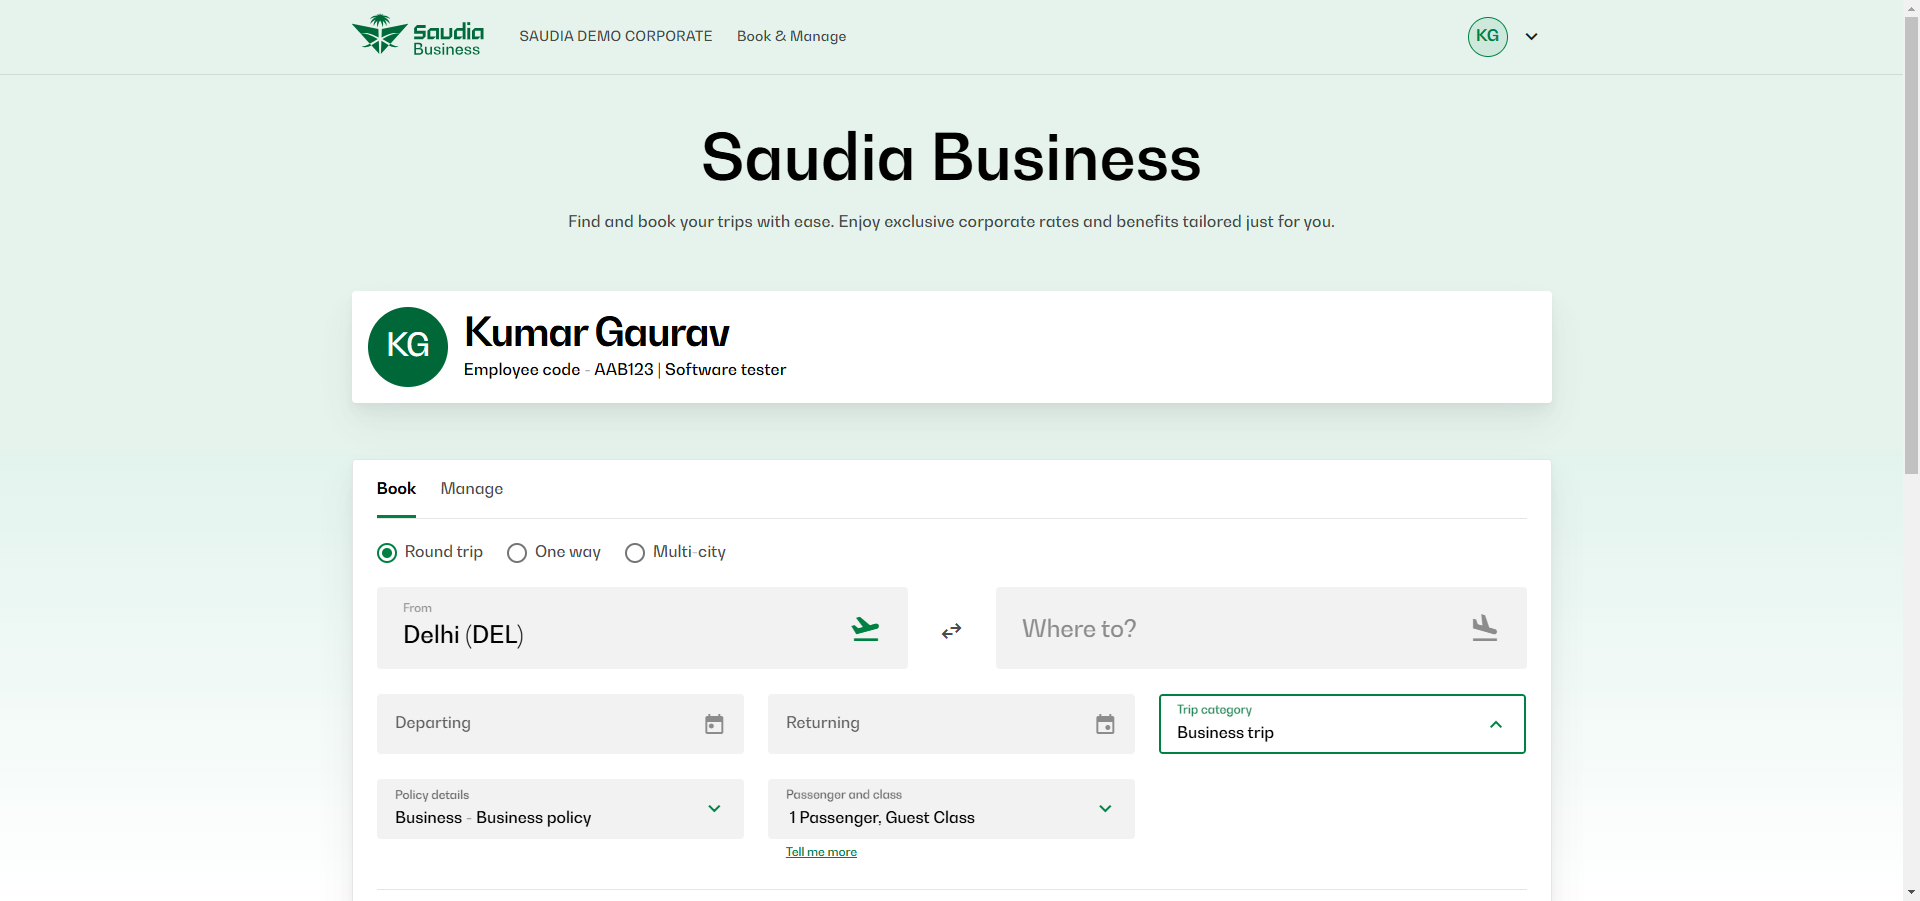 Saudia
Business
SAUDIA DEMO CORPORATE
Book & Manage
KG
Saudia Business
Find and book your trips with ease. Enjoy exclusive corporate rates and benefits tailored just for you.
KG
Kumar Gaurav
Employee code - AAB123 | Software tester
Book
Manage
Round trip
One way
Multi-city
From
Delhi (DEL)
Where to?
Departing
Returning
Trip category
Business trip
Policy details
Business - Business policy
Passenger and class
1 Passenger, Guest Class
Tell me more